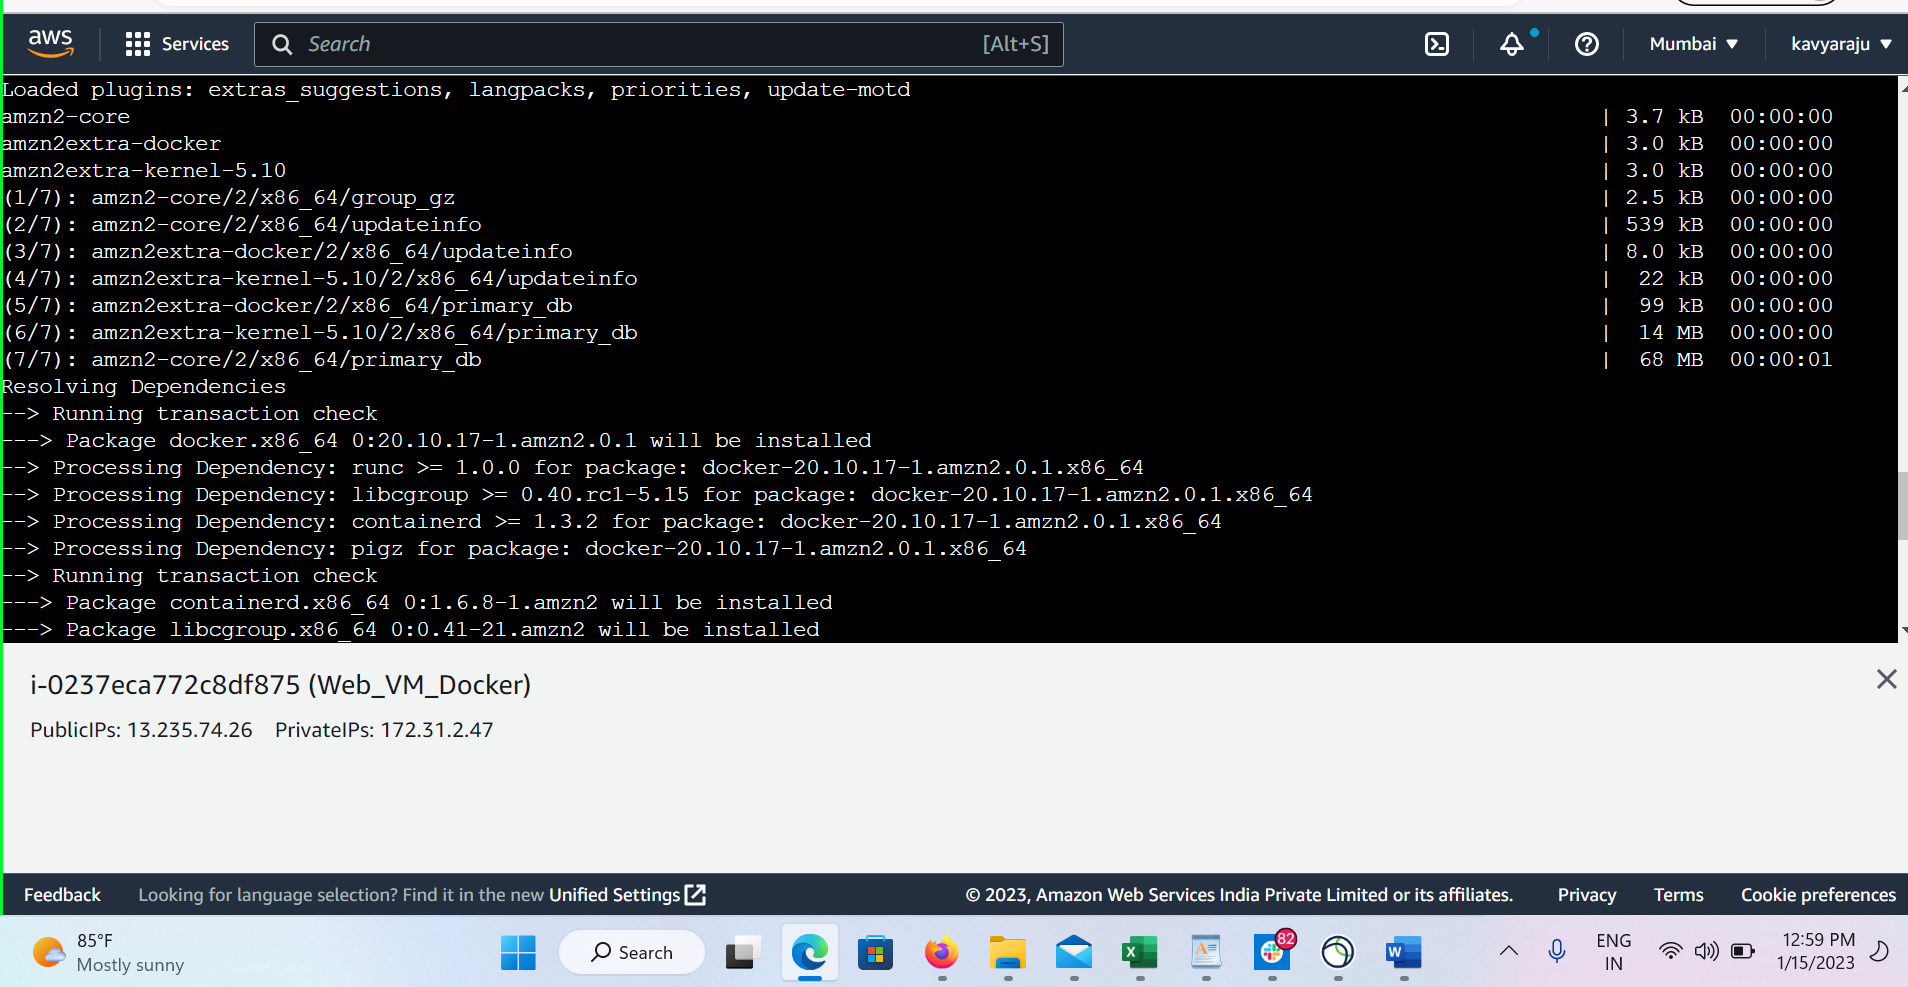 aws Services Search [Alt+S] Mumbai kavyaraju
Loaded plugins: extras_suggestions, langpacks, priorities, update-motd
amzn2-core | 3.7 kB 00:00:00
amzn2extra-docker | 3.0 kB 00:00:00
amzn2extra-kernel-5.10 | 3.0 kB 00:00:00
(1/7): amzn2-core/2/x86_64/group_gz | 2.5 kB 00:00:00
(2/7): amzn2-core/2/x86_64/updateinfo | 539 kB 00:00:00
(3/7): amzn2extra-docker/2/x86_64/updateinfo | 8.0 kB 00:00:00
(4/7): amzn2extra-kernel-5.10/2/x86_64/updateinfo | 22 kB 00:00:00
(5/7): amzn2extra-docker/2/x86_64/primary_db | 99 kB 00:00:00
(6/7): amzn2extra-kernel-5.10/2/x86_64/primary_db | 14 MB 00:00:00
(7/7): amzn2-core/2/x86_64/primary_db | 68 MB 00:00:01
Resolving Dependencies
--> Running transaction check
---> Package docker.x86_64 0:20.10.17-1.amzn2.0.1 will be installed
--> Processing Dependency: runc >= 1.0.0 for package: docker-20.10.17-1.amzn2.0.1.x86_64
--> Processing Dependency: libcgroup >= 0.40.rc1-5.15 for package: docker-20.10.17-1.amzn2.0.1.x86_64
--> Processing Dependency: containerd >= 1.3.2 for package: docker-20.10.17-1.amzn2.0.1.x86_64
--> Processing Dependency: pigz for package: docker-20.10.17-1.amzn2.0.1.x86_64
--> Running transaction check
---> Package containerd.x86_64 0:1.6.8-1.amzn2 will be installed
---> Package libcgroup.x86_64 0:0.41-21.amzn2 will be installed
i-0237eca772c8df875 (Web_VM_Docker)
PublicIPs: 13.235.74.26 PrivateIPs: 172.31.2.47
Feedback Looking for language selection? Find it in the new Unified Settings © 2023, Amazon Web Services India Private Limited or its affiliates. Privacy Terms Cookie preferences
85°F
Mostly sunny
Search
82
ENG
IN
12:59 PM
1/15/2023